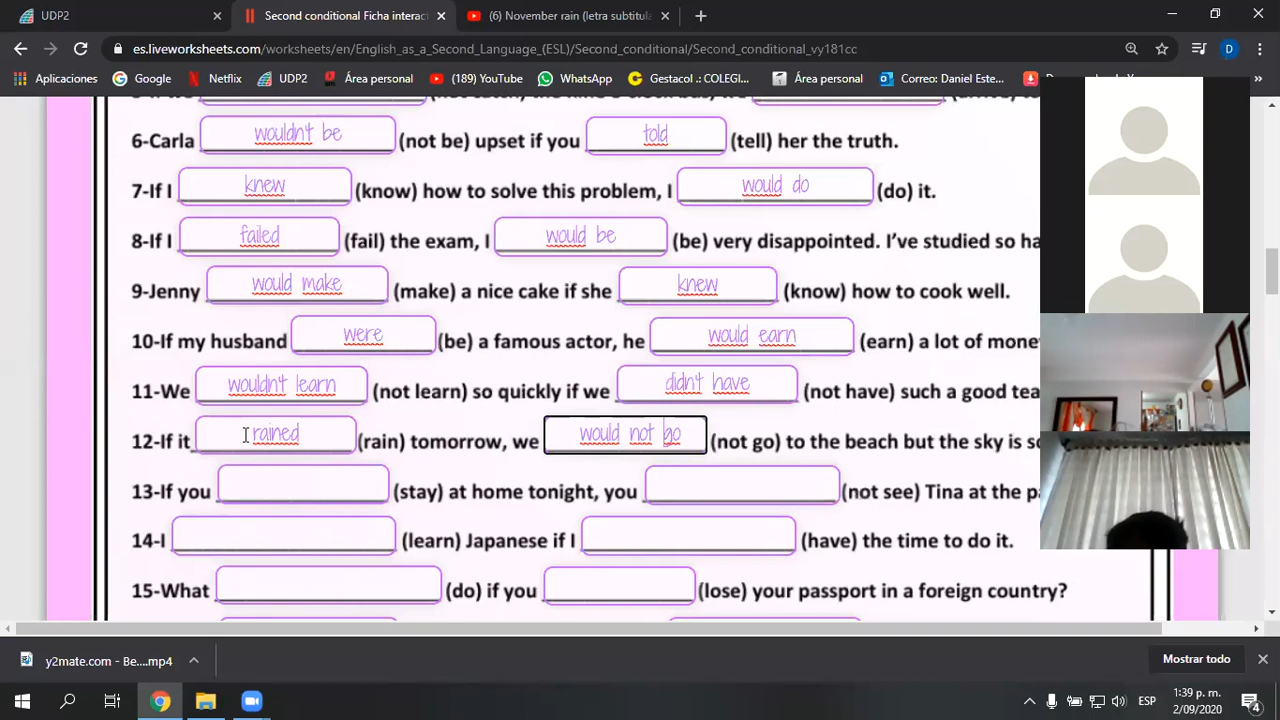 UDP2
Second conditional Ficha interact
(6) November rain (letra subtitula
es.liveworksheets.com/worksheets/en/English_as_a_Second_Language_(ESL)/Second_conditional/Second_conditional_vy181cc
D
Aplicaciones Google Netflix UDP2 Área personal (189) YouTube WhatsApp Gestacol .: COLEGI... Área personal Correo: Daniel Este...
6-Carla wouldn't be (not be) upset if you told (tell) her the truth.
7-If I knew (know) how to solve this problem, I would do (do) it.
8-If I failed (fail) the exam, I would be (be) very disappointed. I've studied so ha
9-Jenny would make (make) a nice cake if she knew (know) how to cook well.
10-If my husband were (be) a famous actor, he would earn (earn) a lot of mone
11-We wouldn't learn (not learn) so quickly if we didn't have (not have) such a good tea
12-If it rained (rain) tomorrow, we would not go (not go) to the beach but the sky is so
13-If you (stay) at home tonight, you (not see) Tina at the pa
14-I (learn) Japanese if I (have) the time to do it.
15-What (do) if you (lose) your passport in a foreign country?
y2mate.com - Be....mp4
Mostrar todo
ESP
1:39 p. m.
2/09/2020
4